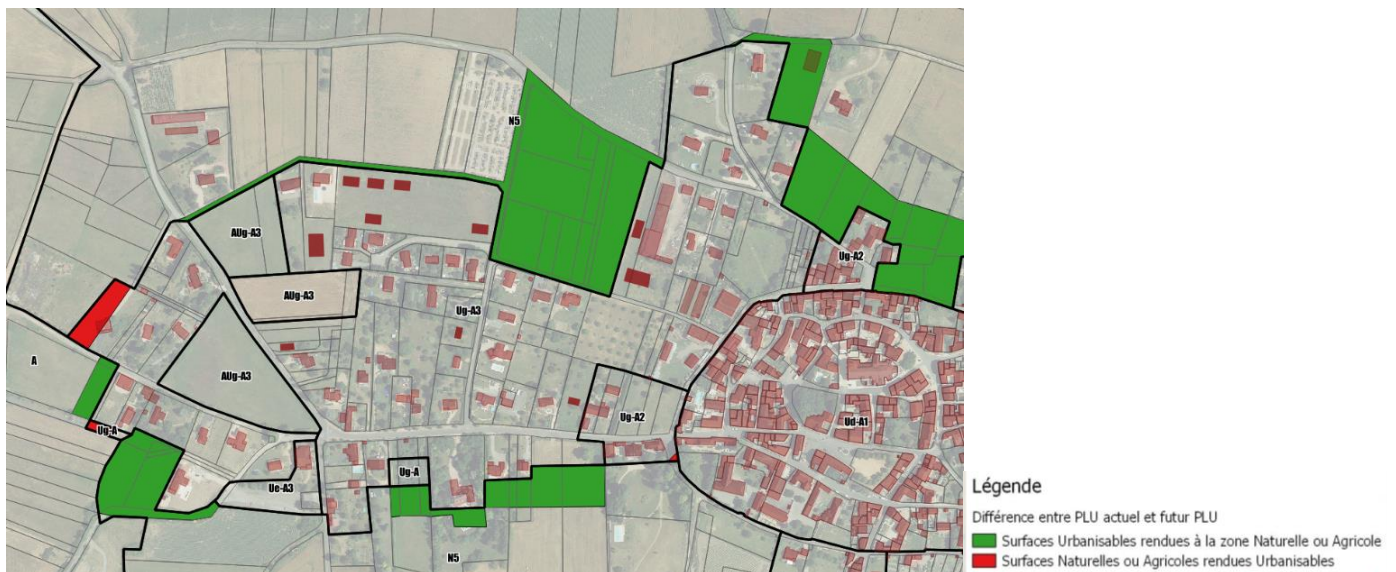 N5
AUg-A3
Ug-A2
AUg-A3
Ug-A3
A
AUg-A3
Ug-A2
Ud-A1
Ug-A
Ug-A
Ue-A3
N5
Légende
Différence entre PLU actuel et futur PLU
Surfaces Urbanisables rendues à la zone Naturelle ou Agricole
Surfaces Naturelles ou Agricoles rendues Urbanisables